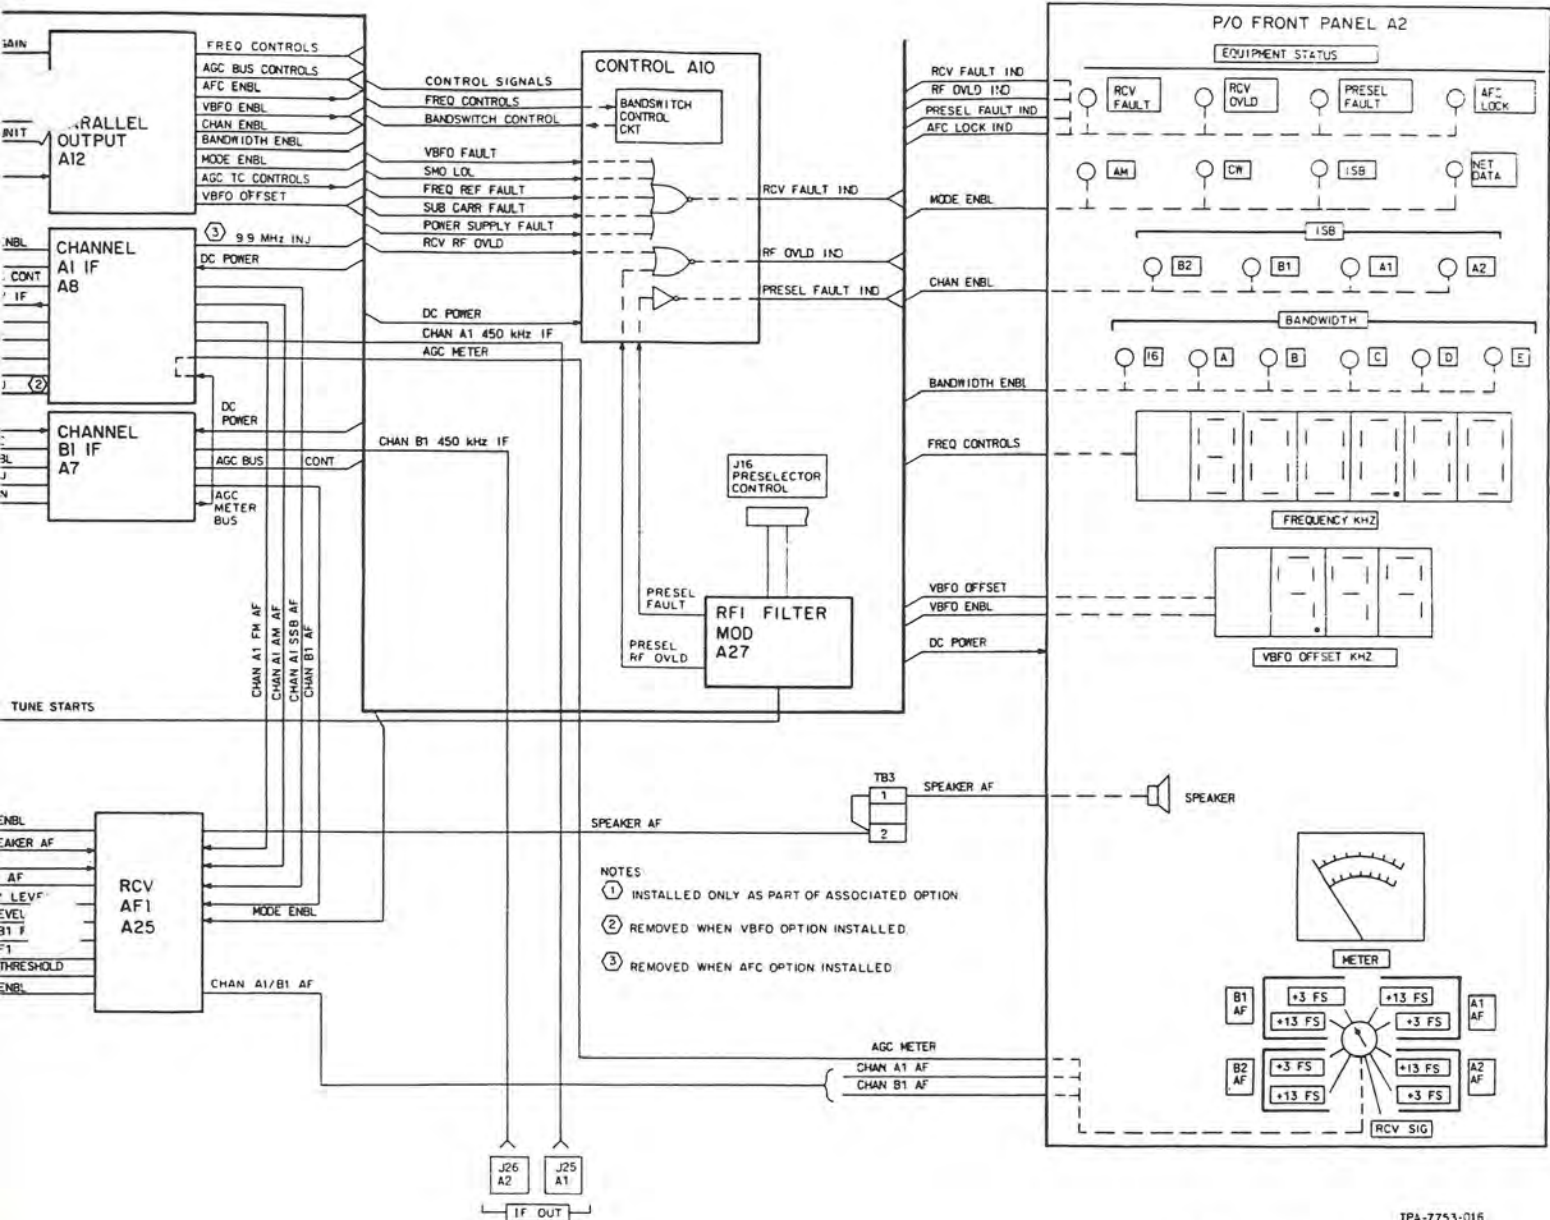 P/O FRONT PANEL A2
EQUIPMENT STATUS
OUTPUT
A12
FREQ CONTROLS
AGC BUS CONTROLS
AFC ENBL
VBFO ENBL
CHAN ENBL
BANDWIDTH ENBL
MODE ENBL
AGC TC CONTROLS
VBFO OFFSET
CONTROL SIGNALS
FREQ CONTROLS
BANDSWITCH CONTROL
VBFO FAULT
SMO LOL
FREQ REF FAULT
SUB CARR FAULT
POWER SUPPLY FAULT
RCV RF OVLD
DC POWER
CHAN A1 450 kHz IF
AGC METER
CONTROL A10
BANDSWITCH
CONTROL
CKT
RCV FAULT IND
RF OVLD IND
PRESEL FAULT IND
RCV FAULT IND
RF OVLD IND
PRESEL FAULT IND
AFC LOCK IND
MODE ENBL
CHAN ENBL
BANDWIDTH ENBL
FREQ CONTROLS
VBFO OFFSET
VBFO ENBL
DC POWER
RCV
FAULT
RCV
OVLD
PRESEL
FAULT
AFC
LOCK
AM
CW
ISB
NET
DATA
ISB
B2
B1
A1
A2
BANDWIDTH
16
A
B
C
D
E
FREQUENCY KHZ
VBFO OFFSET KHZ
CHANNEL
A1 IF
A8
3
9.9 MHz INJ
DC POWER
CONT
IF
2
CHANNEL
B1 IF
A7
DC
POWER
AGC BUS CONT
AGC
METER
BUS
CHAN B1 450 kHz IF
J16
PRESELECTOR
CONTROL
PRESEL
FAULT
PRESEL
RF OVLD
RFI FILTER
MOD
A27
CHAN A1 FM AF
CHAN A1 AM AF
CHAN A1 SSB AF
CHAN B1 AF
TUNE STARTS
TB3
1
2
SPEAKER AF
SPEAKER
SPEAKER AF
ENBL
AF
THRESHOLD
ENBL
RCV
AF1
A25
MODE ENBL
CHAN A1/B1 AF
NOTES
1 INSTALLED ONLY AS PART OF ASSOCIATED OPTION
2 REMOVED WHEN VBFO OPTION INSTALLED
3 REMOVED WHEN AFC OPTION INSTALLED
METER
B1
AF
+3 FS
+13 FS
+13 FS
+3 FS
A1
AF
B2
AF
+3 FS
+13 FS
+13 FS
+3 FS
A2
AF
RCV SIG
AGC METER
CHAN A1 AF
CHAN B1 AF
J26
A2
J25
A1
IF OUT
TPA-7753-016